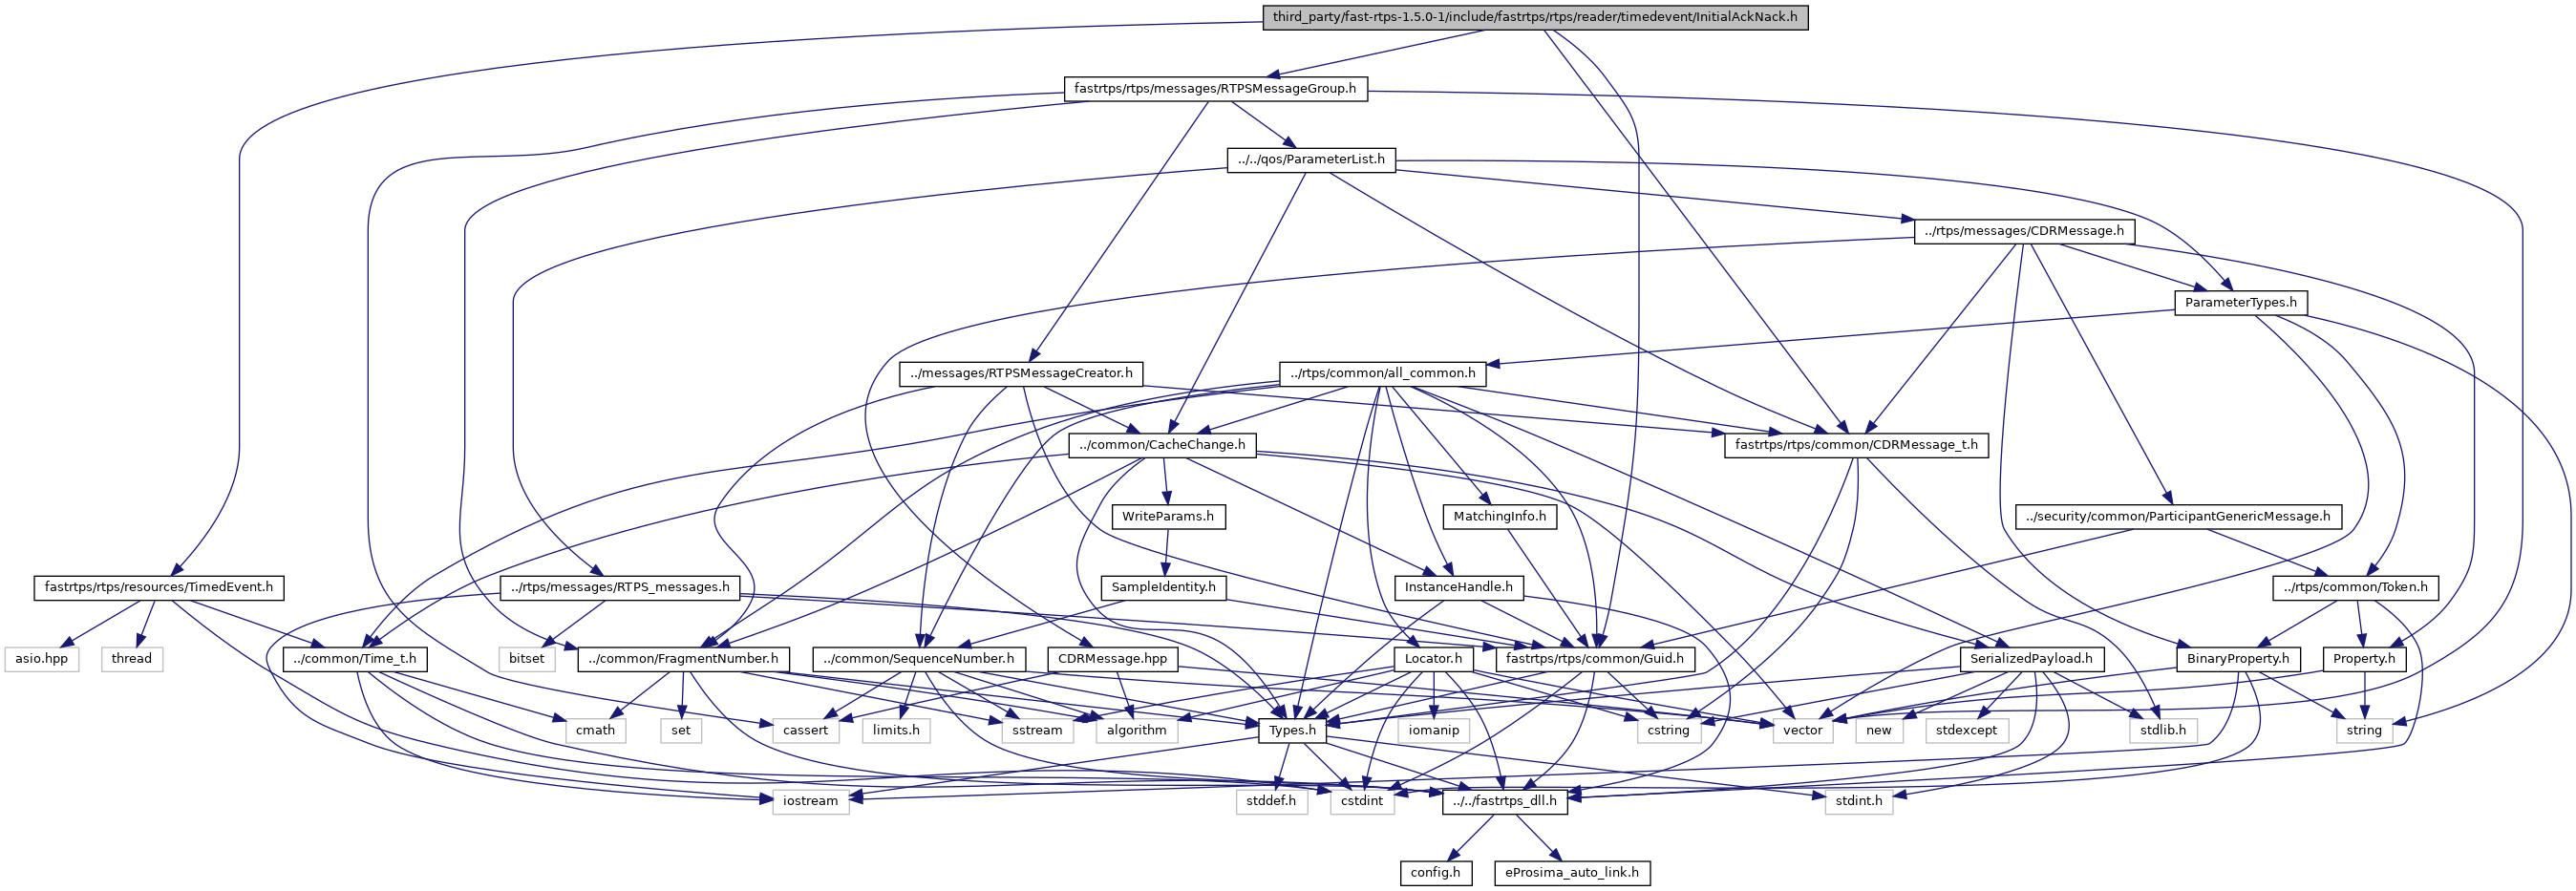 third_party/fast-rtps-1.5.0-1/include/fastrtps/rtps/reader/timedevent/InitialAckNack.h
fastrtps/rtps/messages/RTPSMessageGroup.h
../../qos/ParameterList.h
../rtps/messages/CDRMessage.h
ParameterTypes.h
../messages/RTPSMessageCreator.h
../rtps/common/all_common.h
../common/CacheChange.h
fastrtps/rtps/common/CDRMessage_t.h
WriteParams.h
MatchingInfo.h
../security/common/ParticipantGenericMessage.h
fastrtps/rtps/resources/TimedEvent.h
../rtps/messages/RTPS_messages.h
SampleIdentity.h
InstanceHandle.h
../rtps/common/Token.h
asio.hpp
thread
../common/Time_t.h
bitset
../common/FragmentNumber.h
../common/SequenceNumber.h
CDRMessage.hpp
Locator.h
fastrtps/rtps/common/Guid.h
SerializedPayload.h
BinaryProperty.h
Property.h
cmath
set
cassert
limits.h
sstream
algorithm
Types.h
iomanip
cstring
vector
new
stdexcept
stdlib.h
string
iostream
stddef.h
cstdint
../../fastrtps_dll.h
stdint.h
config.h
eProsima_auto_link.h